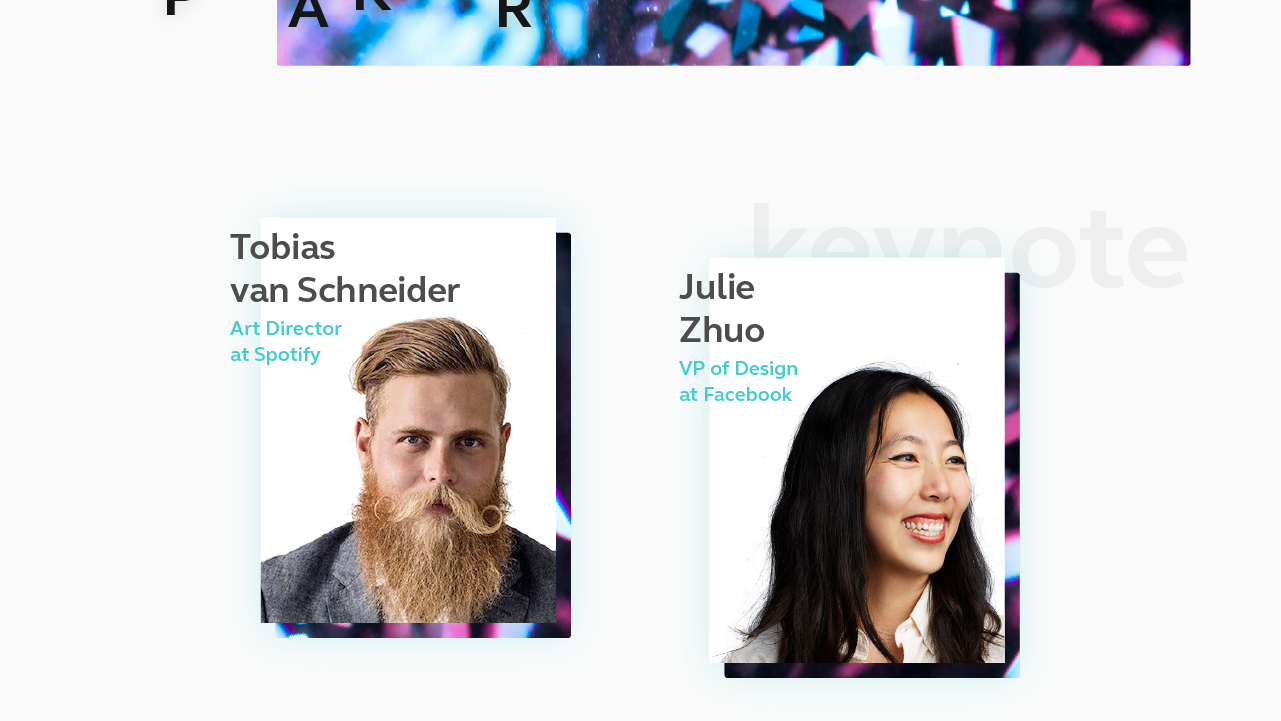 P A K R
keynote
Tobias
van Schneider
Art Director
at Spotify
Julie
Zhuo
VP of Design
at Facebook